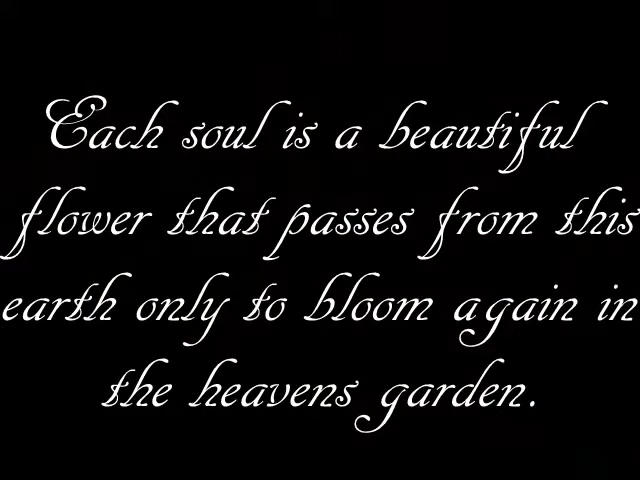 Each soul is a beautiful
flower that passes from this
earth only to bloom again in
the heavens garden.